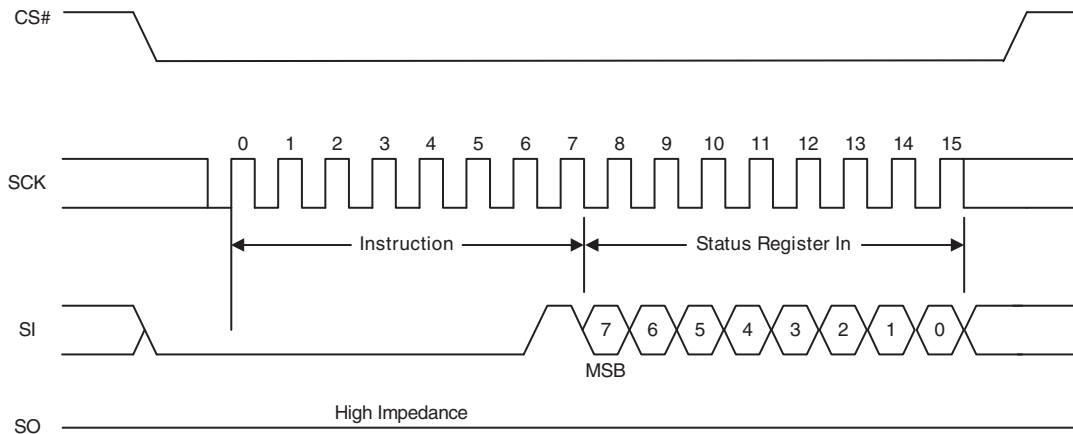 CS#
0 1 2 3 4 5 6 7 8 9 10 11 12 13 14 15
SCK
Instruction Status Register In
SI 7 6 5 4 3 2 1 0
MSB
High Impedance
SO